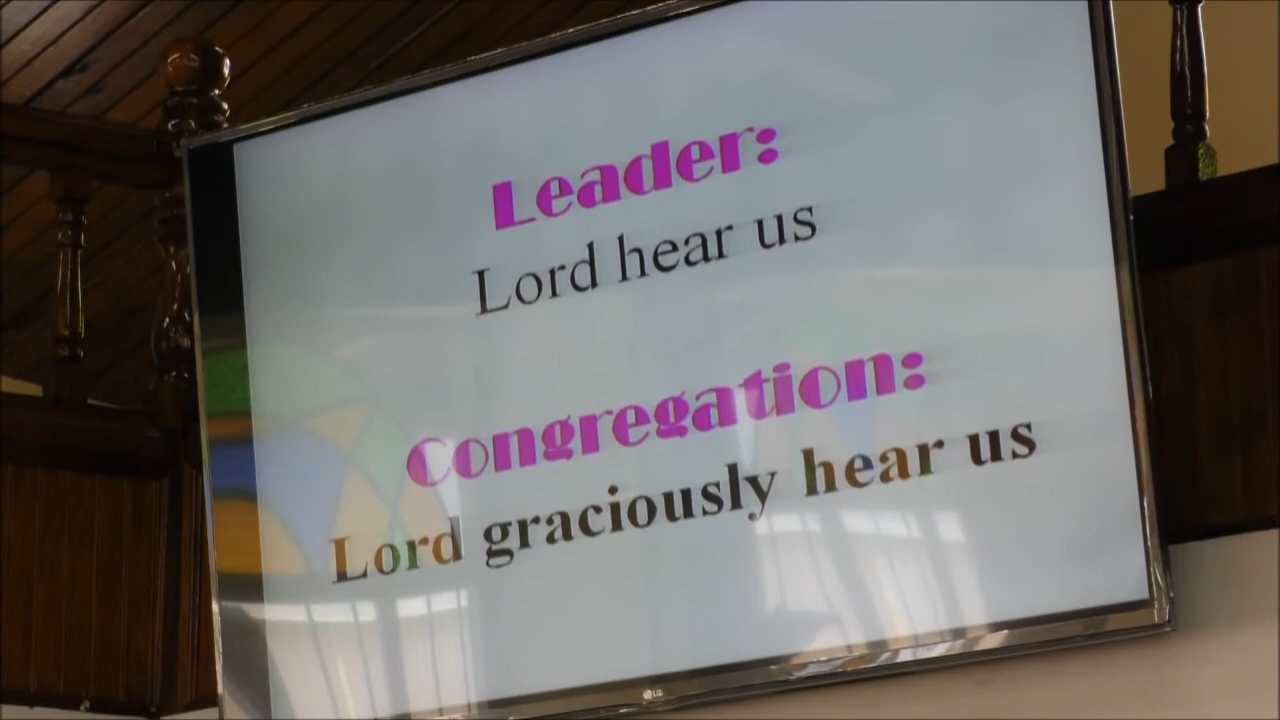 Leader:
Lord hear us
Congregation:
Lord graciously hear us
LG